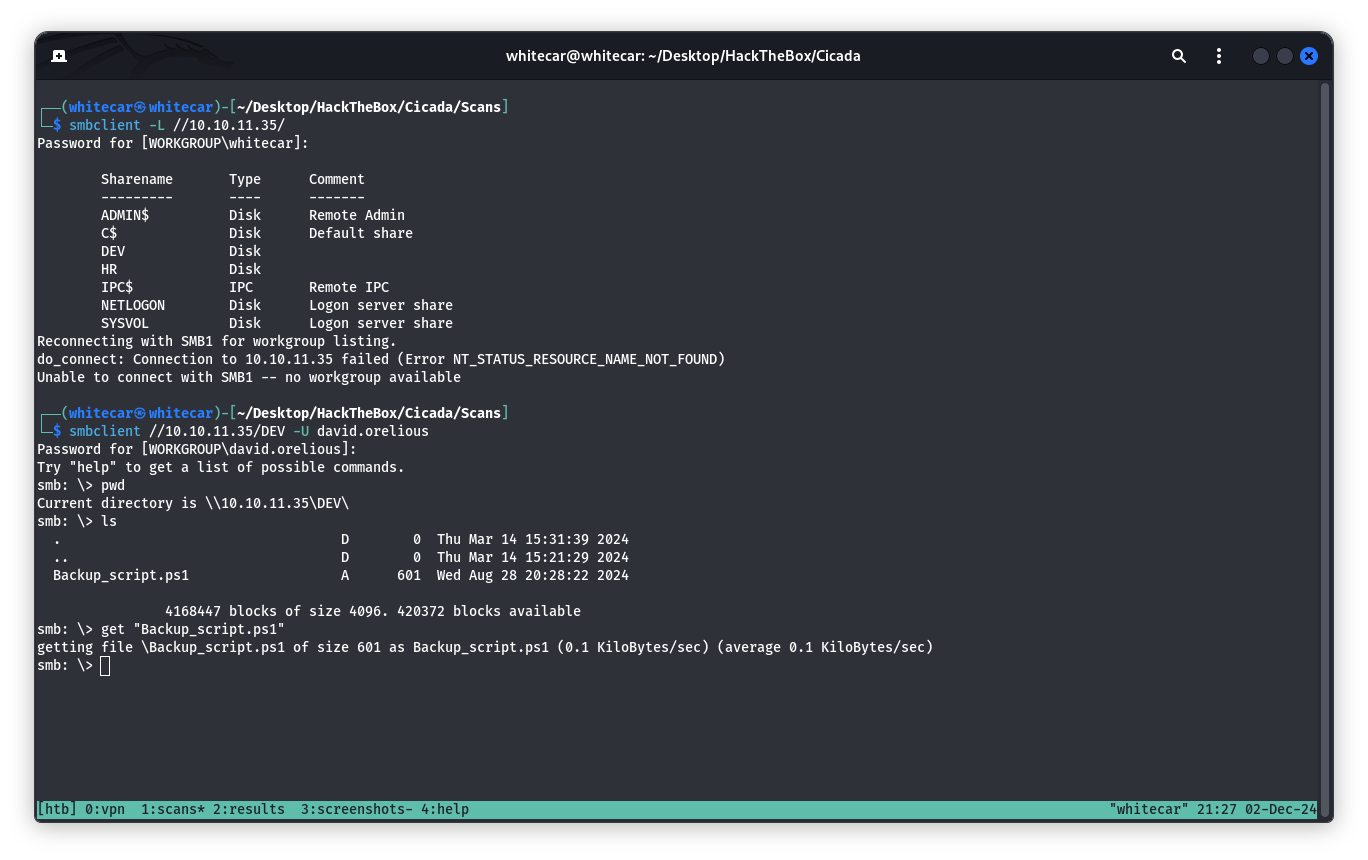 whitecar@whitecar: ~/Desktop/HackTheBox/Cicada
┌──(whitecar㉿whitecar)-[~/Desktop/HackTheBox/Cicada/Scans]
└─$ smbclient -L //10.10.11.35/
Password for [WORKGROUP\whitecar]:
        Sharename       Type      Comment
        ---------       ----      -------
        ADMIN$          Disk      Remote Admin
        C$              Disk      Default share
        DEV             Disk
        HR              Disk
        IPC$            IPC       Remote IPC
        NETLOGON        Disk      Logon server share
        SYSVOL          Disk      Logon server share
Reconnecting with SMB1 for workgroup listing.
do_connect: Connection to 10.10.11.35 failed (Error NT_STATUS_RESOURCE_NAME_NOT_FOUND)
Unable to connect with SMB1 -- no workgroup available
┌──(whitecar㉿whitecar)-[~/Desktop/HackTheBox/Cicada/Scans]
└─$ smbclient //10.10.11.35/DEV -U david.orelious
Password for [WORKGROUP\david.orelious]:
Try "help" to get a list of possible commands.
smb: \> pwd
Current directory is \\10.10.11.35\DEV\
smb: \> ls
  .                                   D        0  Thu Mar 14 15:31:39 2024
  ..                                  D        0  Thu Mar 14 15:21:29 2024
  Backup_script.ps1                   A      601  Wed Aug 28 20:28:22 2024
                4168447 blocks of size 4096. 420372 blocks available
smb: \> get "Backup_script.ps1"
getting file \Backup_script.ps1 of size 601 as Backup_script.ps1 (0.1 KiloBytes/sec) (average 0.1 KiloBytes/sec)
smb: \>
[htb] 0:vpn  1:scans* 2:results  3:screenshots- 4:help "whitecar" 21:27 02-Dec-24